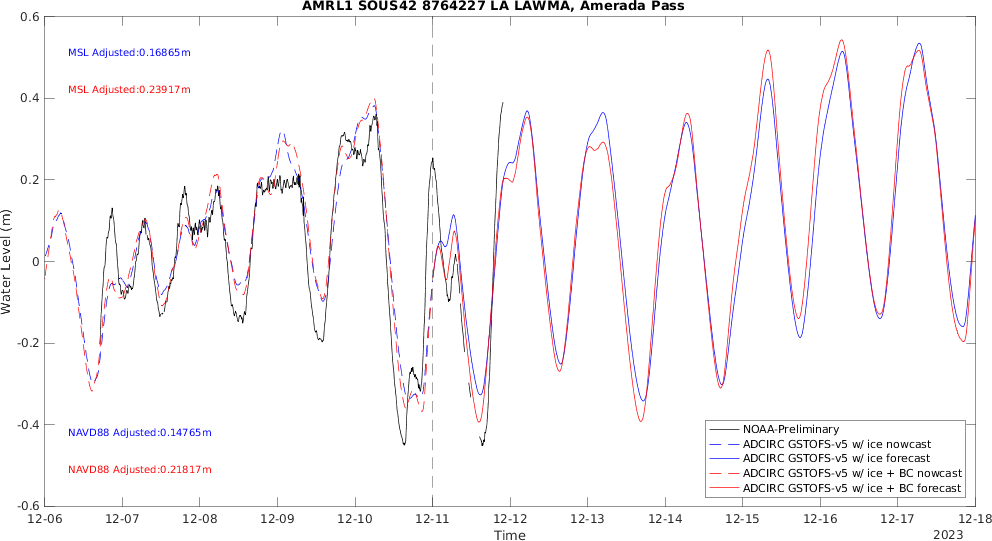 AMRL1 SOUS42 8764227 LA LAWMA, Amerada Pass
0.6
0.4
0.2
0
-0.2
-0.4
-0.6
Water Level (m)
MSL Adjusted:0.16865m
MSL Adjusted:0.23917m
NAVD88 Adjusted:0.14765m
NAVD88 Adjusted:0.21817m
NOAA-Preliminary
ADCIRC GSTOFS-v5 w/ ice nowcast
ADCIRC GSTOFS-v5 w/ ice forecast
ADCIRC GSTOFS-v5 w/ ice + BC nowcast
ADCIRC GSTOFS-v5 w/ ice + BC forecast
12-06 12-07 12-08 12-09 12-10 12-11 12-12 12-13 12-14 12-15 12-16 12-17 12-18
Time
2023